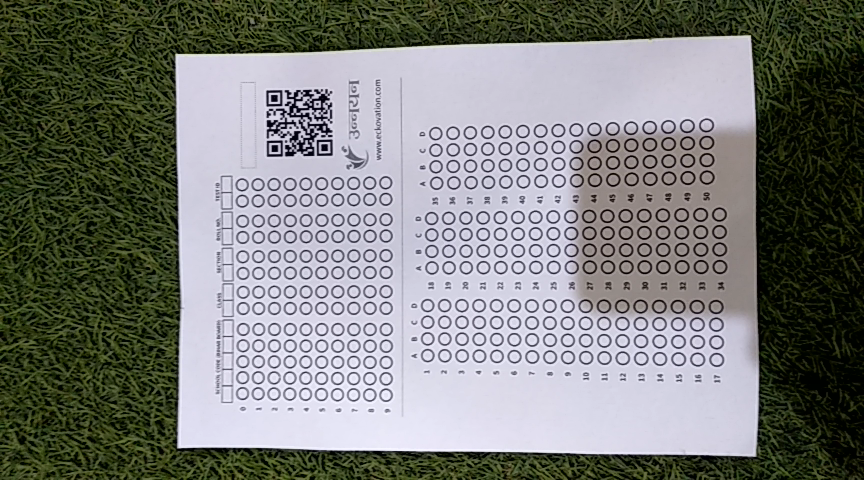 उन्नयन
www.eckovation.com
SCHOOL CODE (BIHAR BOARD) CLASS SECTION ROLL NO. TEST ID
0
1
2
3
4
5
6
7
8
9
A B C D A B C D A B C D
1 18 35
2 19 36
3 20 37
4 21 38
5 22 39
6 23 40
7 24 41
8 25 42
9 26 43
10 27 44
11 28 45
12 29 46
13 30 47
14 31 48
15 32 49
16 33 50
17 34